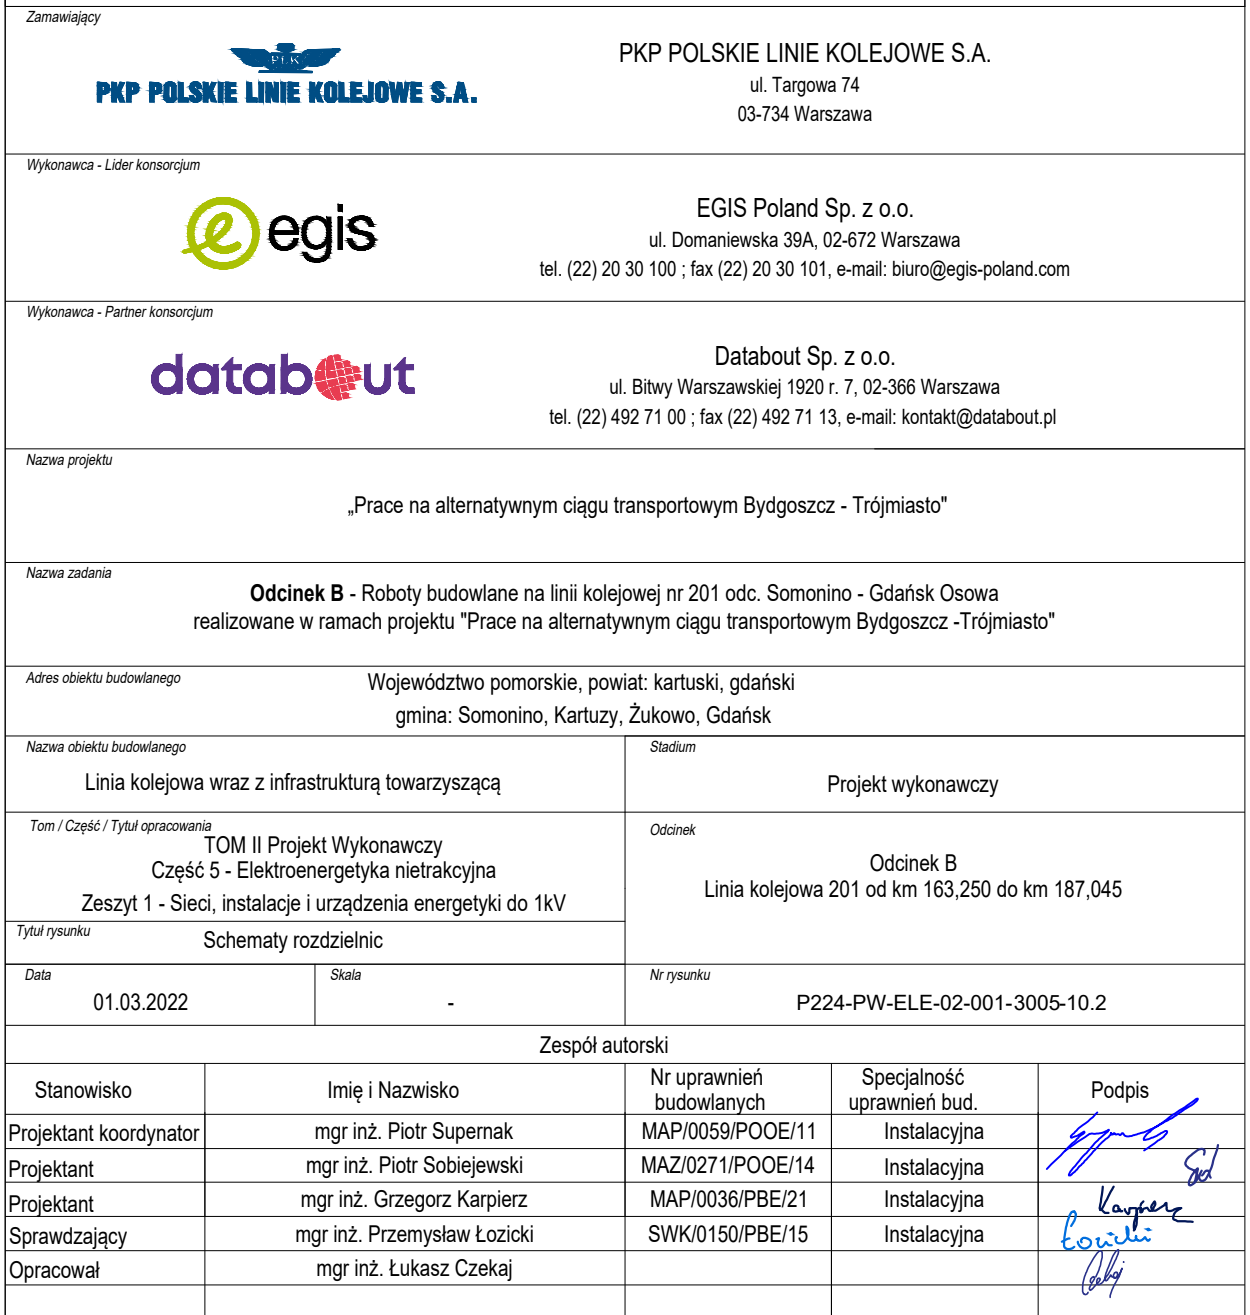 Zamawiający
PKP POLSKIE LINIE KOLEJOWE S.A.
PKP POLSKIE LINIE KOLEJOWE S.A.
ul. Targowa 74
03-734 Warszawa
Wykonawca - Lider konsorcjum
egis
EGIS Poland Sp. z o.o.
ul. Domaniewska 39A, 02-672 Warszawa
tel. (22) 20 30 100 ; fax (22) 20 30 101, e-mail: biuro@egis-poland.com
Wykonawca - Partner konsorcjum
databout
Databout Sp. z o.o.
ul. Bitwy Warszawskiej 1920 r. 7, 02-366 Warszawa
tel. (22) 492 71 00 ; fax (22) 492 71 13, e-mail: kontakt@databout.pl
Nazwa projektu
„Prace na alternatywnym ciągu transportowym Bydgoszcz - Trójmiasto"
Nazwa zadania
Odcinek B - Roboty budowlane na linii kolejowej nr 201 odc. Somonino - Gdańsk Osowa
realizowane w ramach projektu "Prace na alternatywnym ciągu transportowym Bydgoszcz -Trójmiasto"
Adres obiektu budowlanego
Województwo pomorskie, powiat: kartuski, gdański
gmina: Somonino, Kartuzy, Żukowo, Gdańsk
Nazwa obiektu budowlanego
Linia kolejowa wraz z infrastrukturą towarzyszącą
Stadium
Projekt wykonawczy
Tom / Część / Tytuł opracowania
TOM II Projekt Wykonawczy
Część 5 - Elektroenergetyka nietrakcyjna
Zeszyt 1 - Sieci, instalacje i urządzenia energetyki do 1kV
Odcinek
Odcinek B
Linia kolejowa 201 od km 163,250 do km 187,045
Tytuł rysunku
Schematy rozdzielnic
Data
01.03.2022
Skala
-
Nr rysunku
P224-PW-ELE-02-001-3005-10.2
Zespół autorski
Stanowisko Imię i Nazwisko Nr uprawnień budowlanych Specjalność uprawnień bud. Podpis
Projektant koordynator mgr inż. Piotr Supernak MAP/0059/POOE/11 Instalacyjna
Projektant mgr inż. Piotr Sobiejewski MAZ/0271/POOE/14 Instalacyjna
Projektant mgr inż. Grzegorz Karpierz MAP/0036/PBE/21 Instalacyjna Karpierz
Sprawdzający mgr inż. Przemysław Łozicki SWK/0150/PBE/15 Instalacyjna Łozicki
Opracował mgr inż. Łukasz Czekaj Czekaj